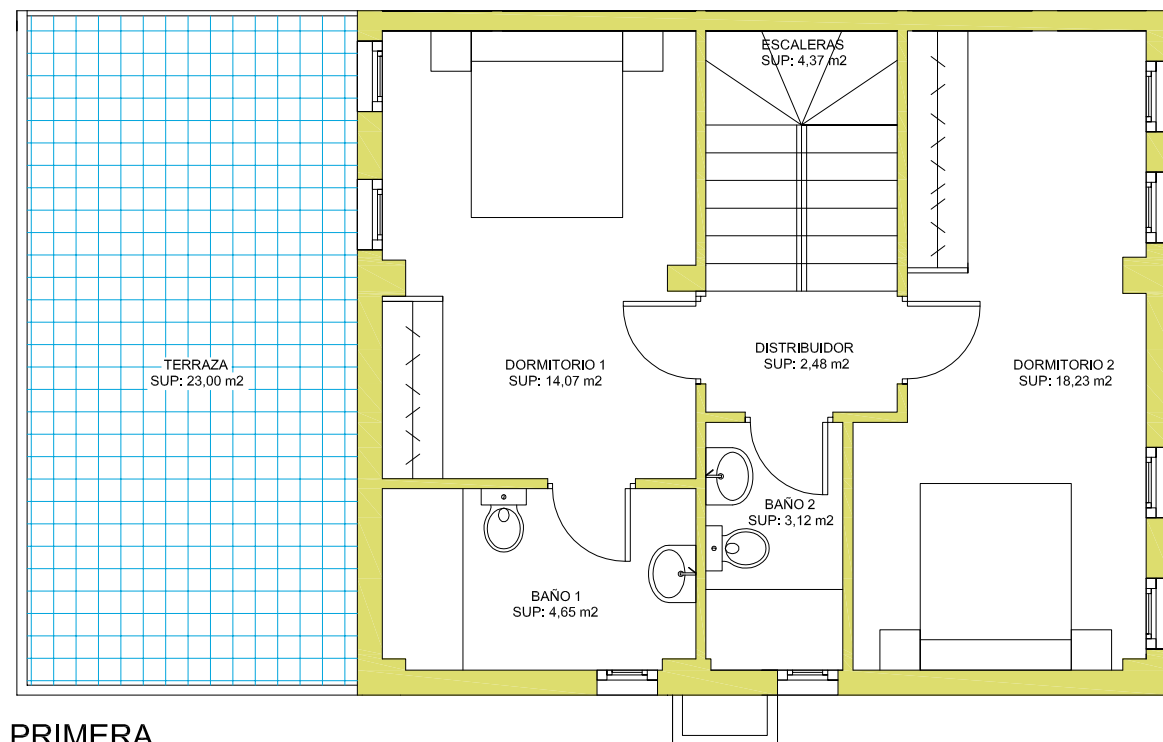 ESCALERAS
SUP: 4,37 m2
TERRAZA
SUP: 23,00 m2
DORMITORIO 1
SUP: 14,07 m2
DISTRIBUIDOR
SUP: 2,48 m2
DORMITORIO 2
SUP: 18,23 m2
BAÑO 2
SUP: 3,12 m2
BAÑO 1
SUP: 4,65 m2
PRIMERA